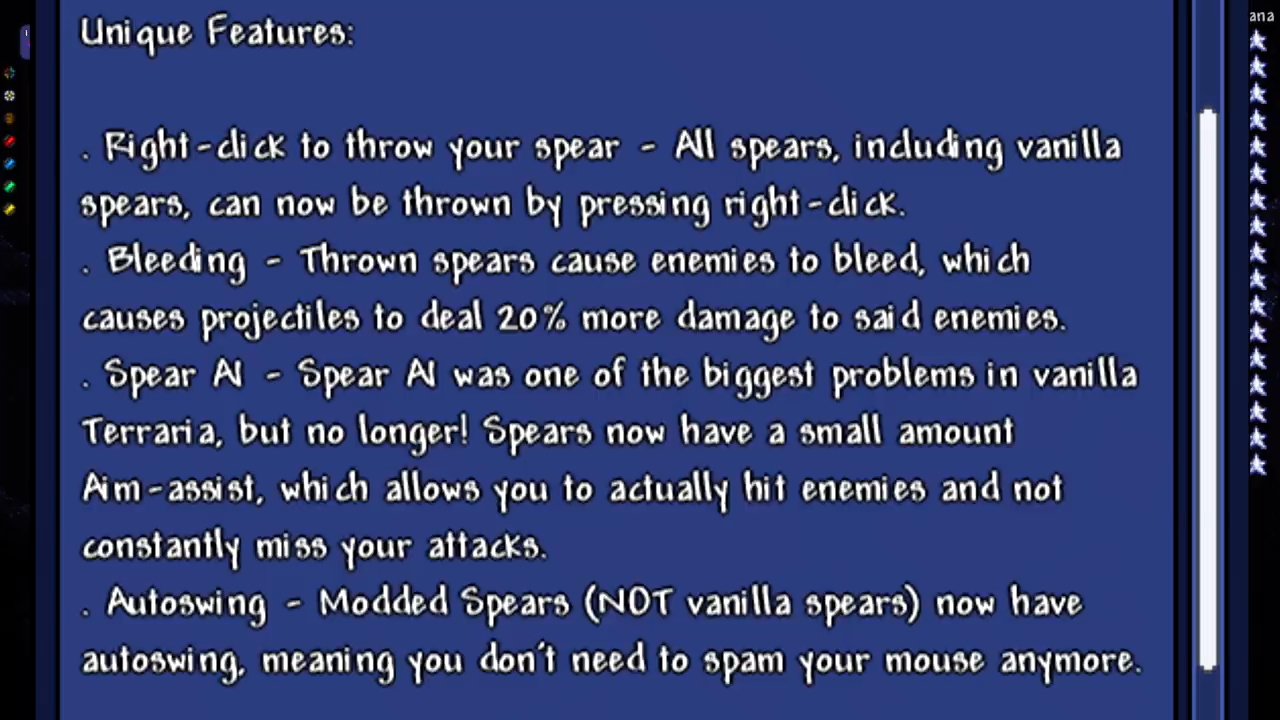 Unique Features:
. Right-click to throw your spear - All spears, including vanilla
spears, can now be thrown by pressing right-click.
. Bleeding - Thrown spears cause enemies to bleed, which
causes projectiles to deal 20% more damage to said enemies.
. Spear AI - Spear AI was one of the biggest problems in vanilla
Terraria, but no longer! Spears now have a small amount
Aim-assist, which allows you to actually hit enemies and not
constantly miss your attacks.
. Autoswing - Modded Spears (NOT vanilla spears) now have
autoswing, meaning you don't need to spam your mouse anymore.
ana